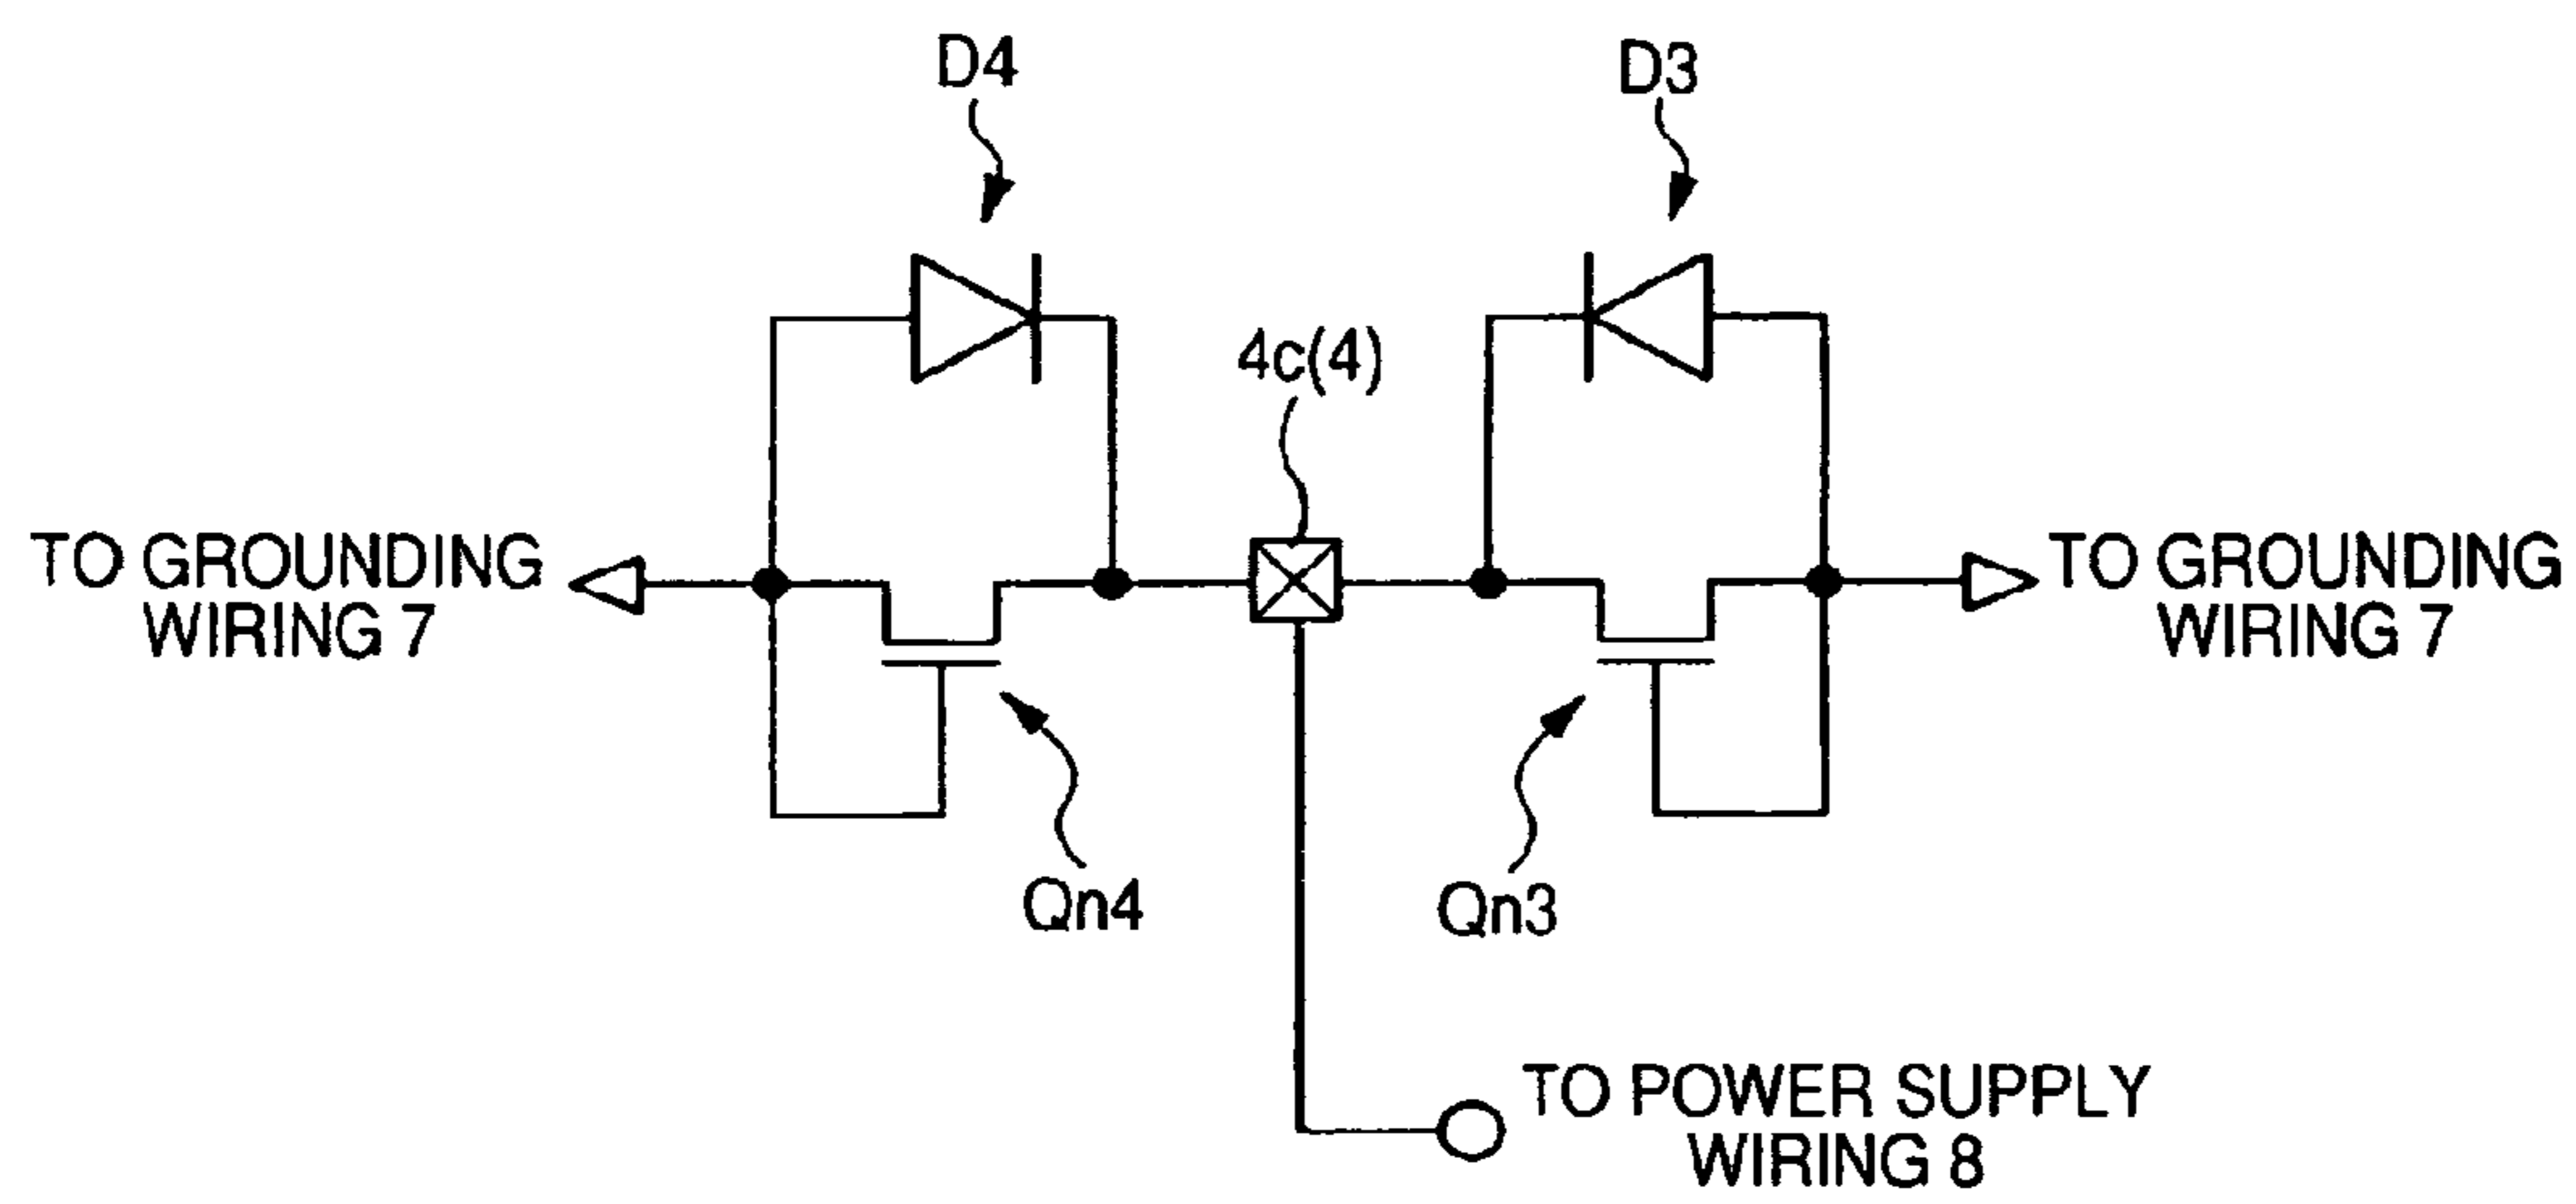 D4
D3
4c(4)
TO GROUNDING
WIRING 7
TO GROUNDING
WIRING 7
Qn4
Qn3
TO POWER SUPPLY
WIRING 8